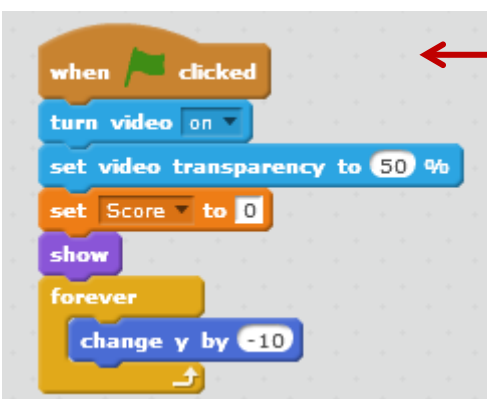 when clicked
turn video on
set video transparency to 50 %
set Score to 0
show
forever
change y by -10